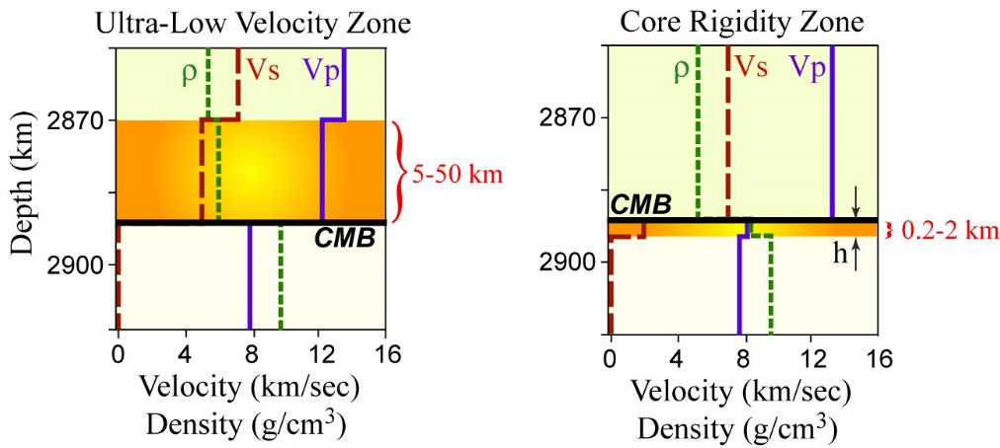 Ultra-Low Velocity Zone
ρ Vs Vp
Depth (km)
2870
2900
5-50 km
CMB
0 4 8 12 16
Velocity (km/sec)
Density (g/cm³)
Core Rigidity Zone
ρ Vs Vp
2870
2900
CMB
h
0.2-2 km
0 4 8 12 16
Velocity (km/sec)
Density (g/cm³)